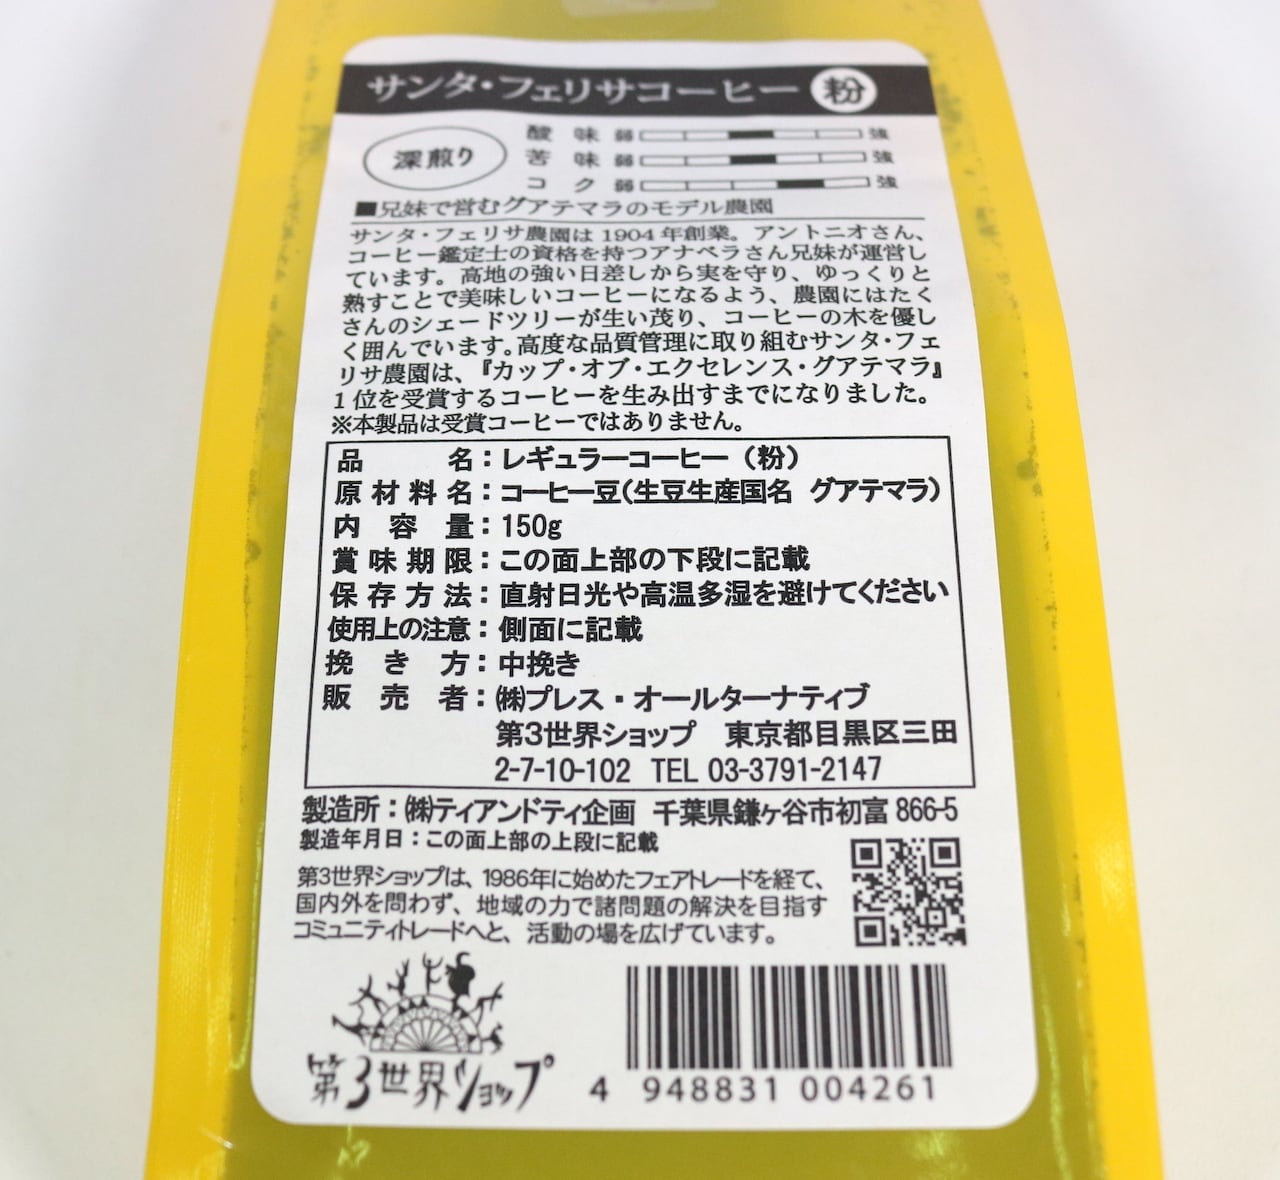 サンタ・フェリサコーヒー 粉
深煎り
酸味 弱 強
苦味 弱 強
コク 弱 強
■兄妹で営むグアテマラのモデル農園
サンタ・フェリサ農園は1904年創業。アントニオさん、
コーヒー鑑定士の資格を持つアナベラさん兄妹が運営し
ています。高地の強い日差しから実を守り、ゆっくりと
熟すことで美味しいコーヒーになるよう、農園にはたく
さんのシェードツリーが生い茂り、コーヒーの木を優し
く囲んでいます。高度な品質管理に取り組むサンタ・フェ
リサ農園は、『カップ・オブ・エクセレンス・グアテマラ』
1位を受賞するコーヒーを生み出すまでになりました。
※本製品は受賞コーヒーではありません。
品名：レギュラーコーヒー（粉）
原材料名：コーヒー豆（生豆生産国名 グアテマラ）
内容量：150g
賞味期限：この面上部の下段に記載
保存方法：直射日光や高温多湿を避けてください
使用上の注意：側面に記載
挽き方：中挽き
販売者：㈱プレス・オールターナティブ
第3世界ショップ 東京都目黒区三田
2-7-10-102 TEL 03-3791-2147
製造所：㈱ティアンドティ企画 千葉県鎌ヶ谷市初富 866-5
製造年月日：この面上部の上段に記載
第3世界ショップは、1986年に始めたフェアトレードを経て、
国内外を問わず、地域の力で諸問題の解決を目指す
コミュニティトレードへと、活動の場を広げています。
第3世界ショップ
4 948831 004261